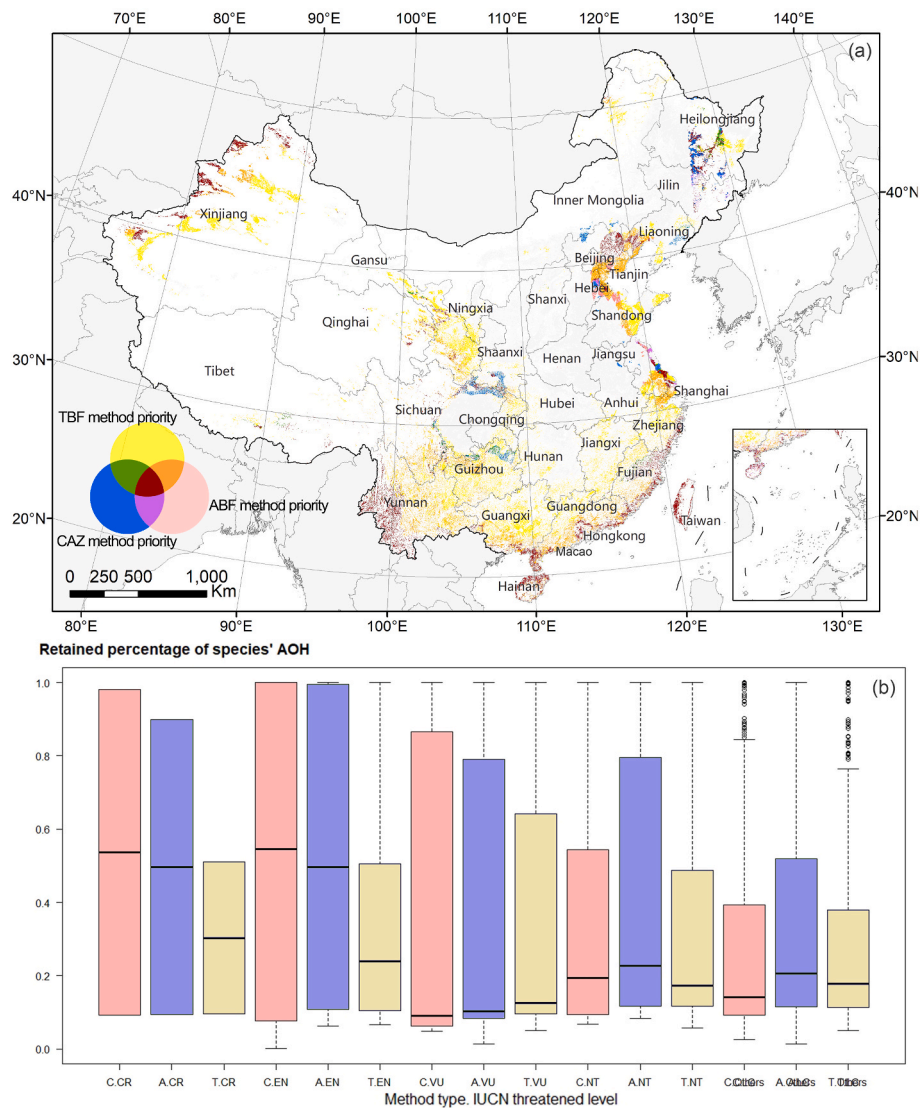 70°E 80°E 90°E 100°E 110°E 120°E 130°E 140°E
(a)
Heilongjiang
40°N
40°N
Jilin
Inner Mongolia
Xinjiang
Liaoning
Beijing
Gansu
Tianjin
Hebei
Shanxi
Ningxia
Qinghai
Shandong
30°N
30°N
Shaanxi
Henan
Jiangsu
Tibet
Shanghai
Sichuan
Hubei
Anhui
TBF method priority
Chongqing
Zhejiang
Jiangxi
Hunan
Guizhou
Fujian
ABF method priority
Yunnan
Guangxi
Guangdong
20°N
20°N
Taiwan
CAZ method priority
Hongkong
Macao
0 250 500 1,000
Km
Hainan
80°E 90°E 100°E 110°E 120°E 130°E
Retained percentage of species' AOH
(b)
1.0
0.8
0.6
0.4
0.2
0.0
C.CR A.CR T.CR C.EN A.EN T.EN C.VU A.VU T.VU C.NT A.NT T.NT
Method type. IUCN threatened level